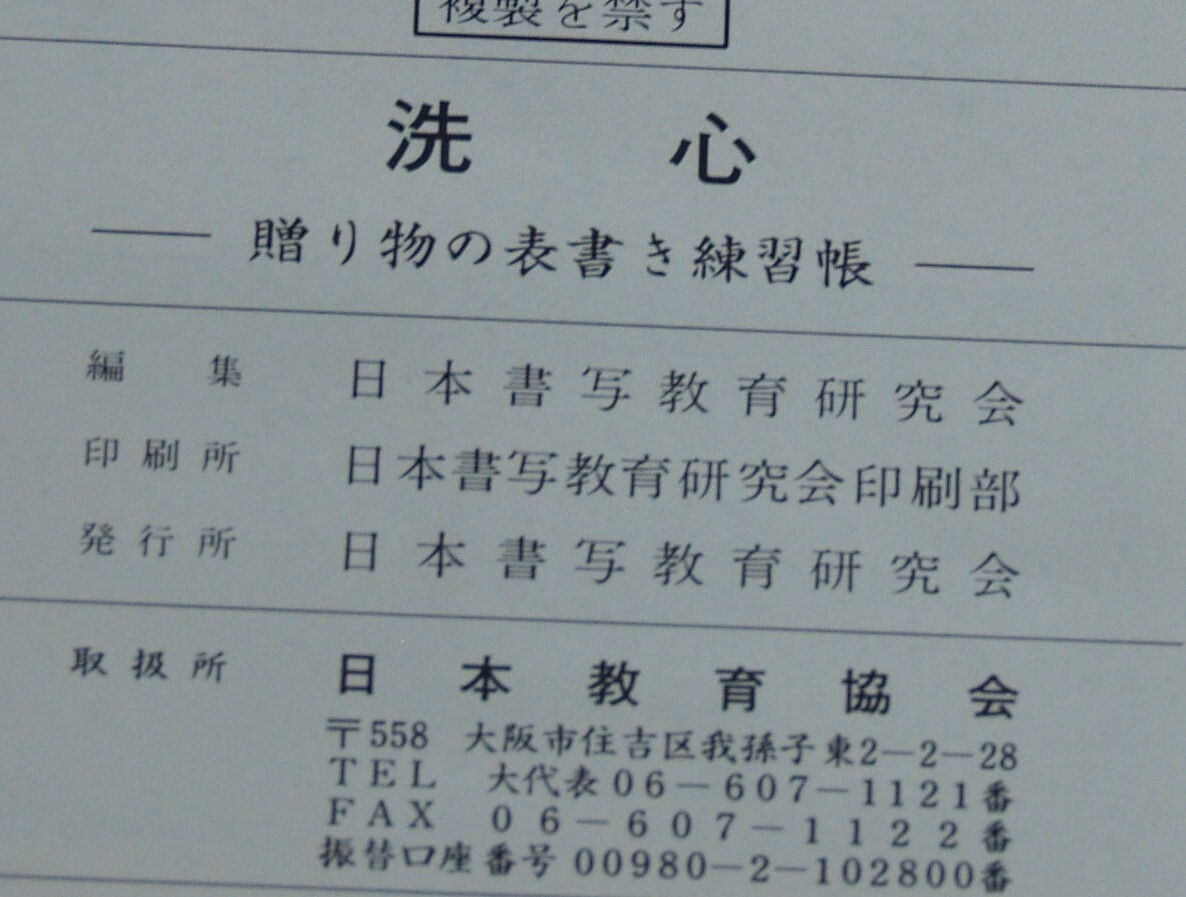 複製を禁ず
洗心
― 贈り物の表書き練習帳 ―
編集 日本書写教育研究会
印刷所 日本書写教育研究会印刷部
発行所 日本書写教育研究会
取扱所 日本教育協会
〒558 大阪市住吉区我孫子東2―2―28
TEL 大代表06―607―1121番
FAX 06―607―1122番
振替口座番号 00980―2―102800番